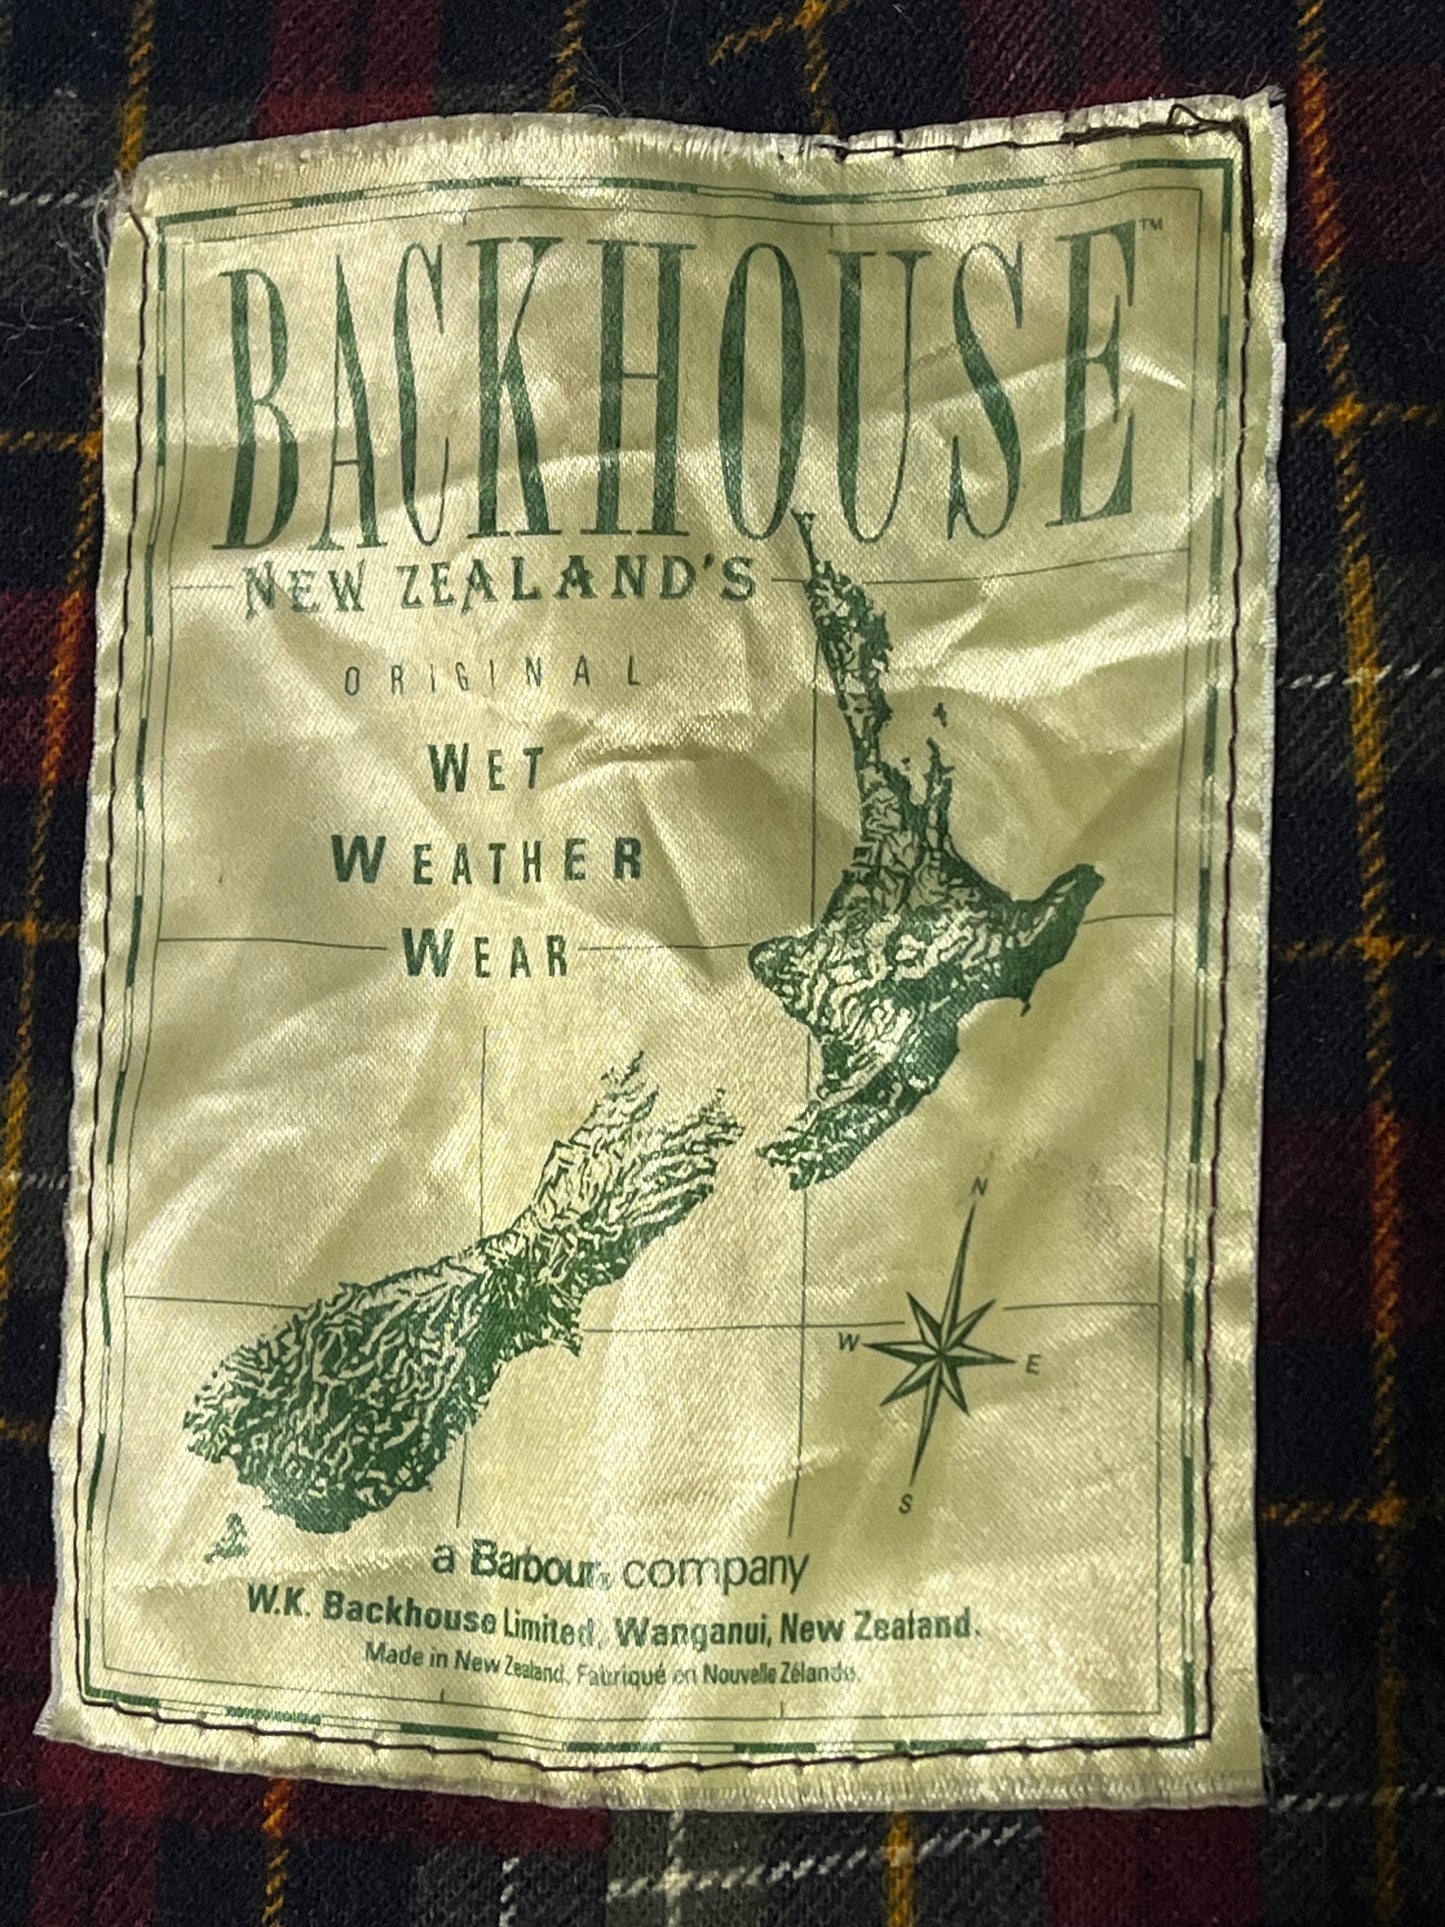 BACKHOUSE™
NEW ZEALAND'S
ORIGINAL
WET
WEATHER
WEAR
N
W
E
S
a Barbour company
W.K. Backhouse Limited, Wanganui, New Zealand.
Made in New Zealand. Fabriqué en Nouvelle Zélande.